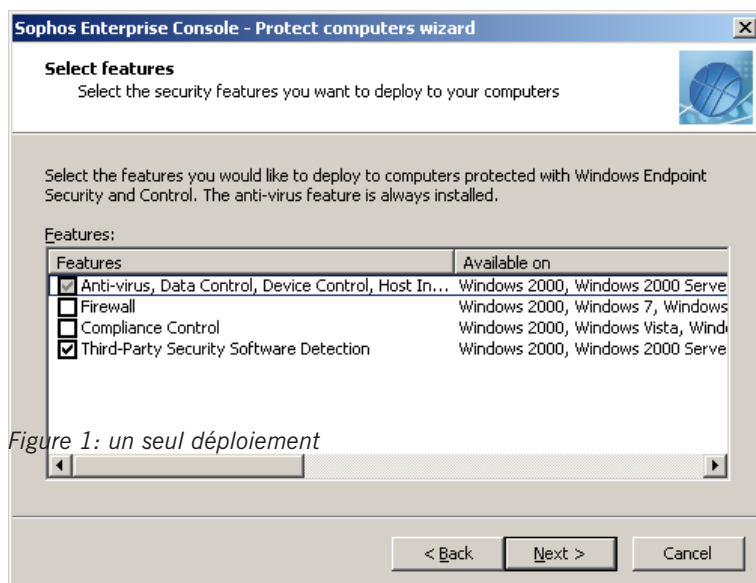 Sophos Enterprise Console - Protect computers wizard
Select features
Select the security features you want to deploy to your computers
Select the features you would like to deploy to computers protected with Windows Endpoint
Security and Control. The anti-virus feature is always installed.
Features:
Features Available on
Anti-virus, Data Control, Device Control, Host In... Windows 2000, Windows 2000 Serve
Firewall Windows 2000, Windows 7, Windows
Compliance Control Windows 2000, Windows Vista, Wind
Third-Party Security Software Detection Windows 2000, Windows 2000 Serve
Figure 1: un seul déploiement
< Back Next > Cancel